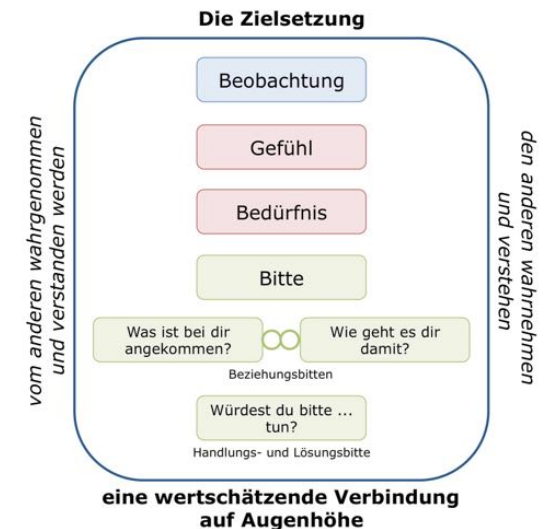 Die Zielsetzung
Beobachtung
Gefühl
Bedürfnis
Bitte
Was ist bei dir
angekommen?
Wie geht es dir
damit?
Beziehungsbitten
Würdest du bitte ...
tun?
Handlungs- und Lösungsbitte
vom anderen wahrgenommen
und verstanden werden
den anderen wahrnehmen
und verstehen
eine wertschätzende Verbindung
auf Augenhöhe